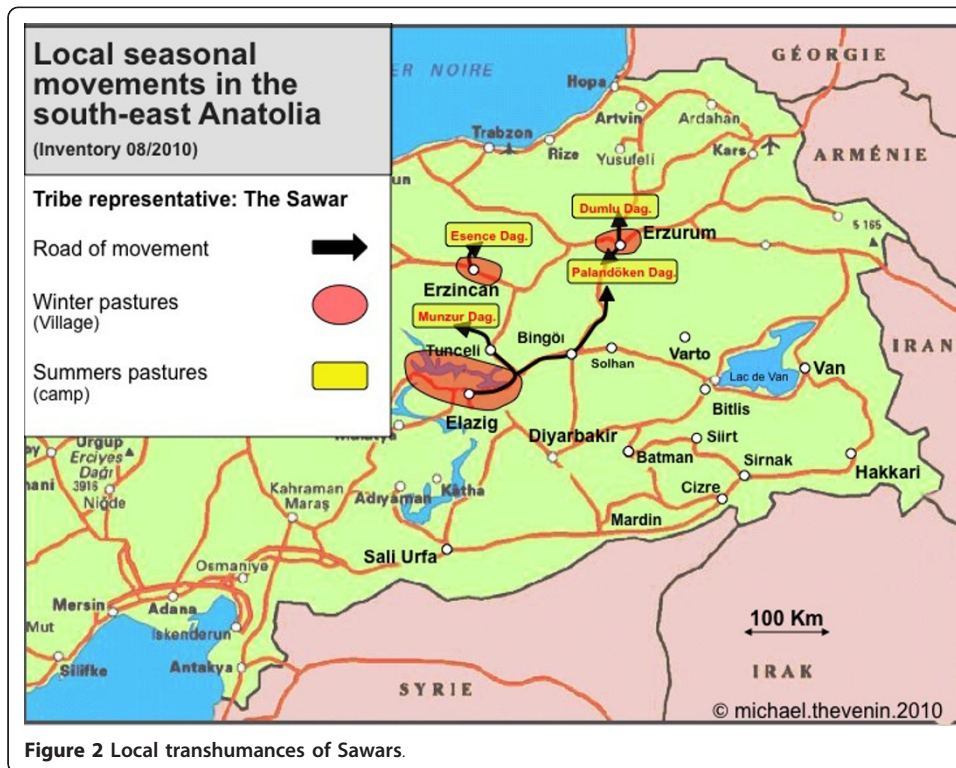 Local seasonal
movements in the
south-east Anatolia
(Inventory 08/2010)
Tribe representative: The Sawar
Road of movement
Winter pastures
(Village)
Summers pastures
(camp)
ER NOIRE
GÉORGIE
Hopa
Artvin
Ardahan
Trabzon
Rize
Yusufeli
Kars
ARMÉNIE
un
Dumlu Dag.
Esence Dag.
Erzurum
5 165
Palandöken Dag.
Erzincan
Munzur Dag.
Tunceli
Bingöl
Solhan
Varto
IRAN
Lac de Van
Van
Elazig
Bitlis
Diyarbakir
Siirt
Batman
Sirnak
Hakkari
Urgup
Erciyes
Dağı
3916
Niğde
Kahraman
Maraş
Adıyaman
Kâtha
Cizre
Mardin
Sali Urfa
Osmaniye
Mersin
Adana
Mut
Iskenderun
Silifke
Antakya
SYRIE
100 Km
IRAK
© michael.thevenin.2010
Figure 2 Local transhumances of Sawars.